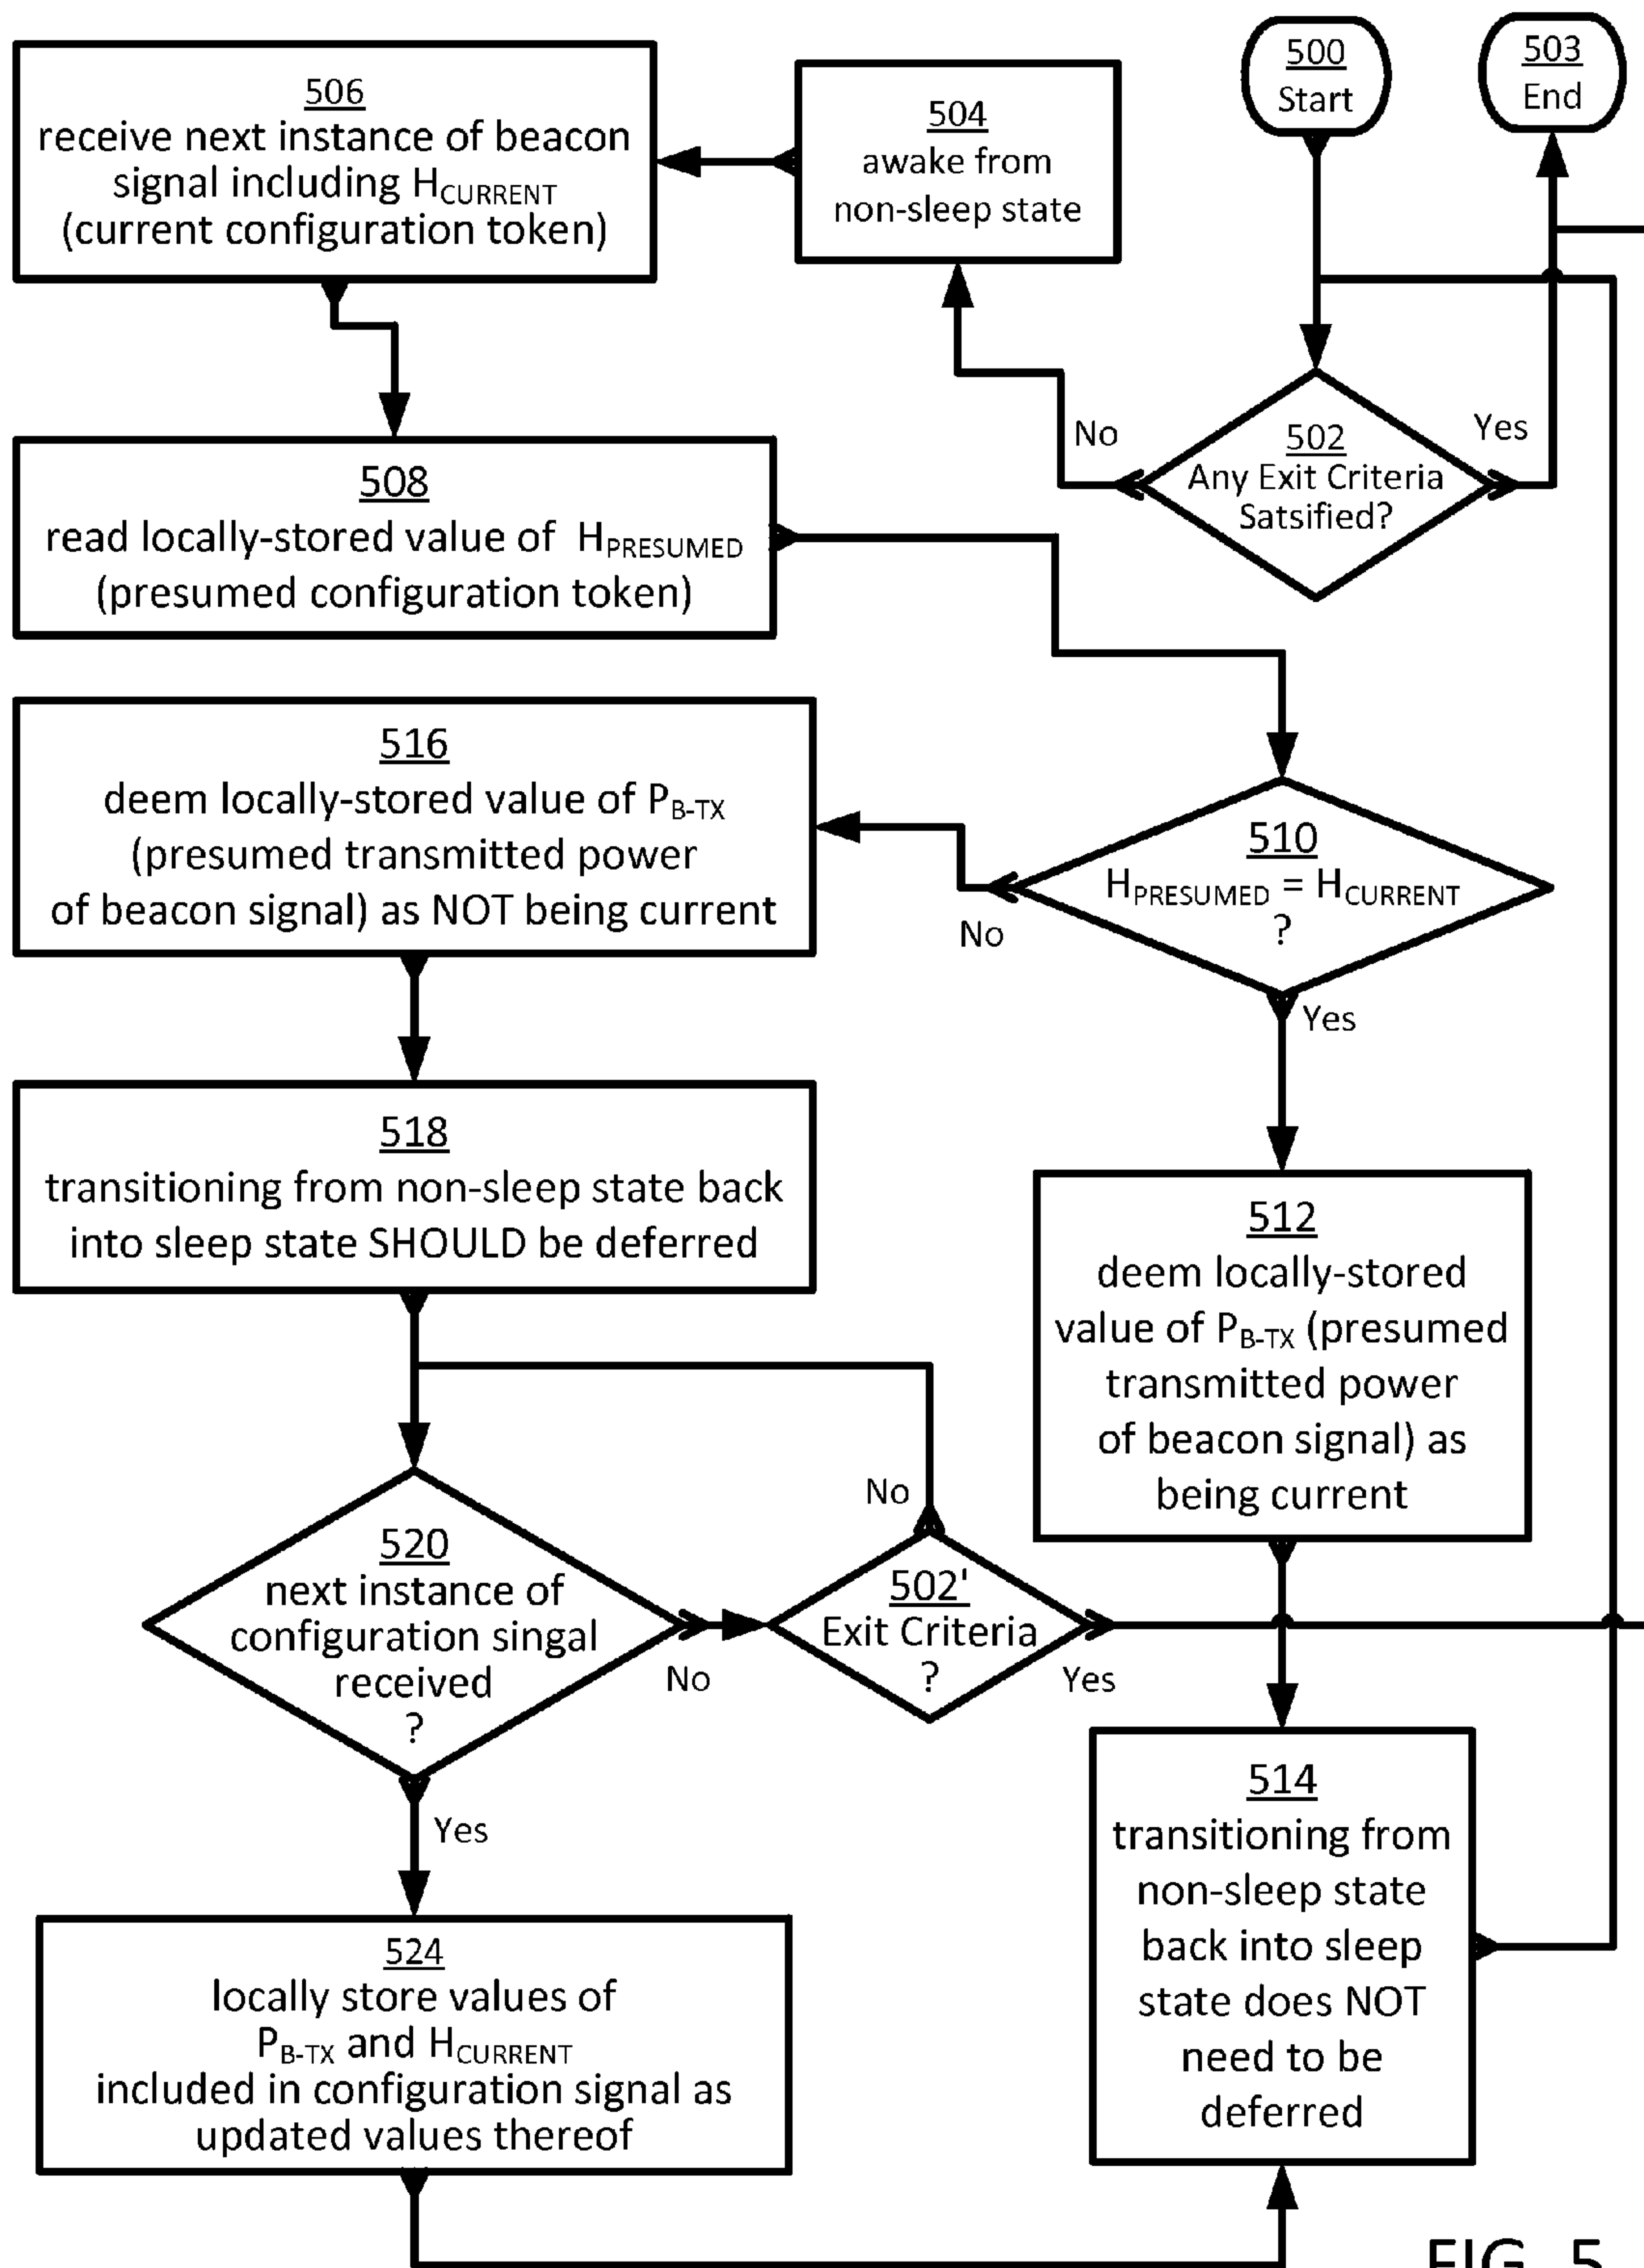 500
Start
503
End
506
receive next instance of beacon
signal including HCURRENT
(current configuration token)
504
awake from
non-sleep state
No
502
Any Exit Criteria
Satsified?
Yes
508
read locally-stored value of HPRESUMED
(presumed configuration token)
516
deem locally-stored value of PB-TX
(presumed transmitted power
of beacon signal) as NOT being current
510
HPRESUMED = HCURRENT
?
No
Yes
518
transitioning from non-sleep state back
into sleep state SHOULD be deferred
512
deem locally-stored
value of PB-TX (presumed
transmitted power
of beacon signal) as
being current
520
next instance of
configuration singal
received
?
No
Yes
502'
Exit Criteria
?
No
Yes
514
transitioning from
non-sleep state
back into sleep
state does NOT
need to be
deferred
524
locally store values of
PB-TX and HCURRENT
included in configuration signal as
updated values thereof
FIG. 5